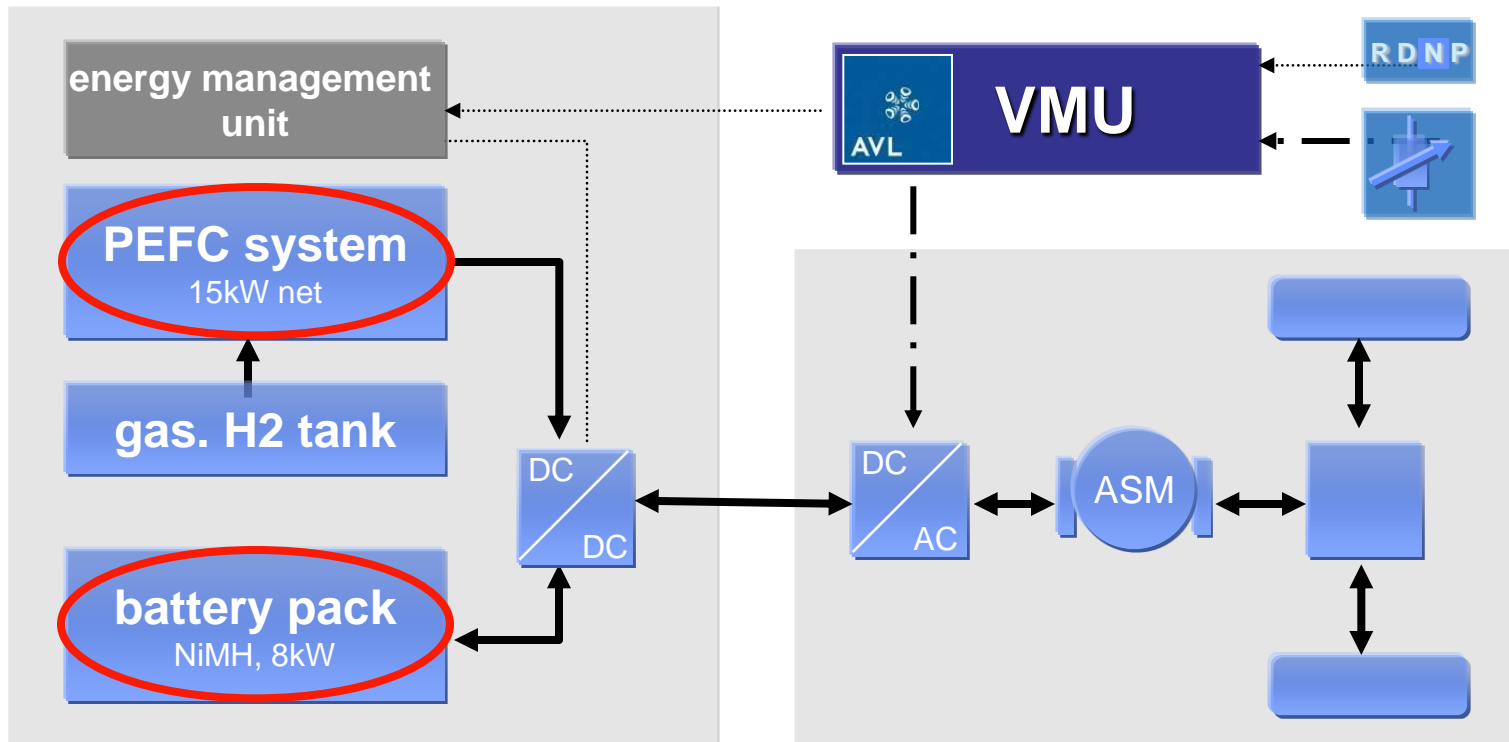 energy management
unit
AVL
VMU
R D N P
PEFC system
15kW net
gas. H2 tank
DC
DC
DC
AC
ASM
battery pack
NiMH, 8kW